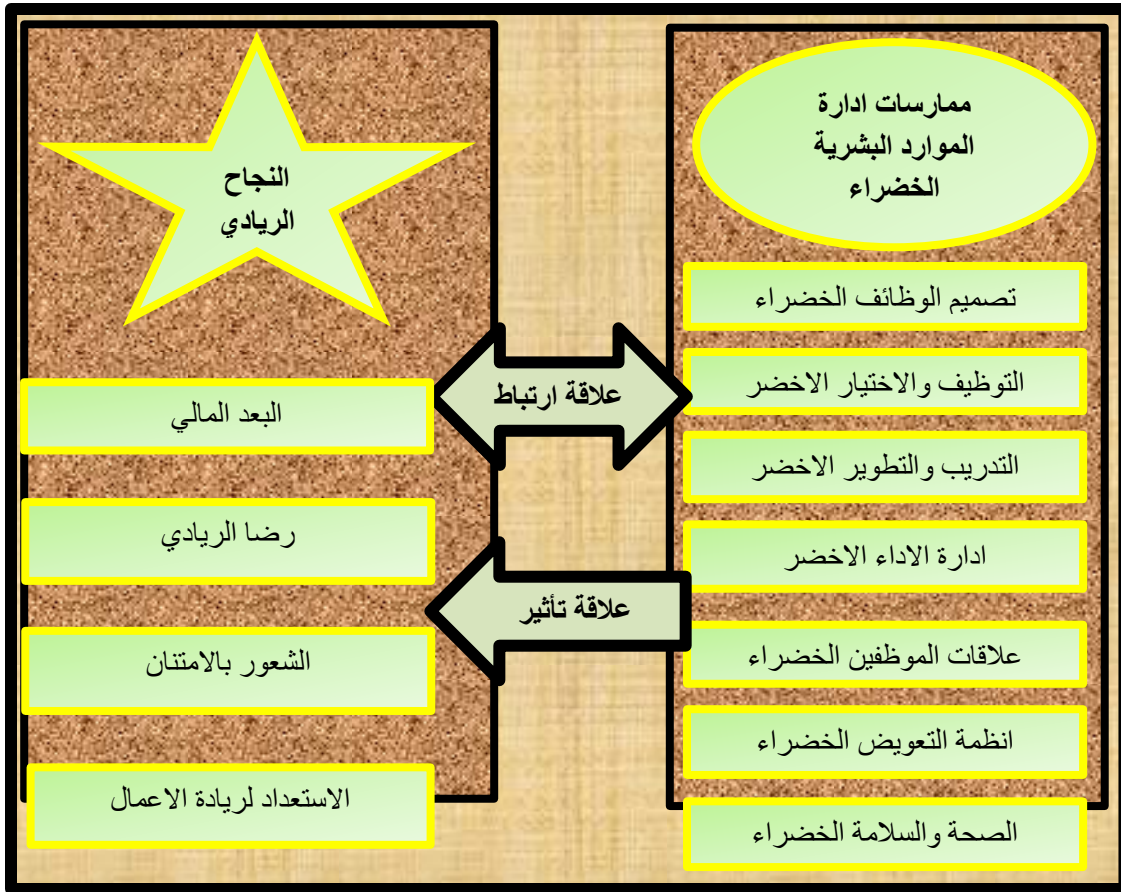 ممارسات ادارة
الموارد البشرية
الخضراء
تصميم الوظائف الخضراء
التوظيف والاختيار الاخضر
التدريب والتطوير الاخضر
ادارة الاداء الاخضر
علاقات الموظفين الخضراء
انظمة التعويض الخضراء
الصحة والسلامة الخضراء
علاقة ارتباط
علاقة تأثير
النجاح
الريادي
البعد المالي
رضا الريادي
الشعور بالامتنان
الاستعداد لريادة الاعمال